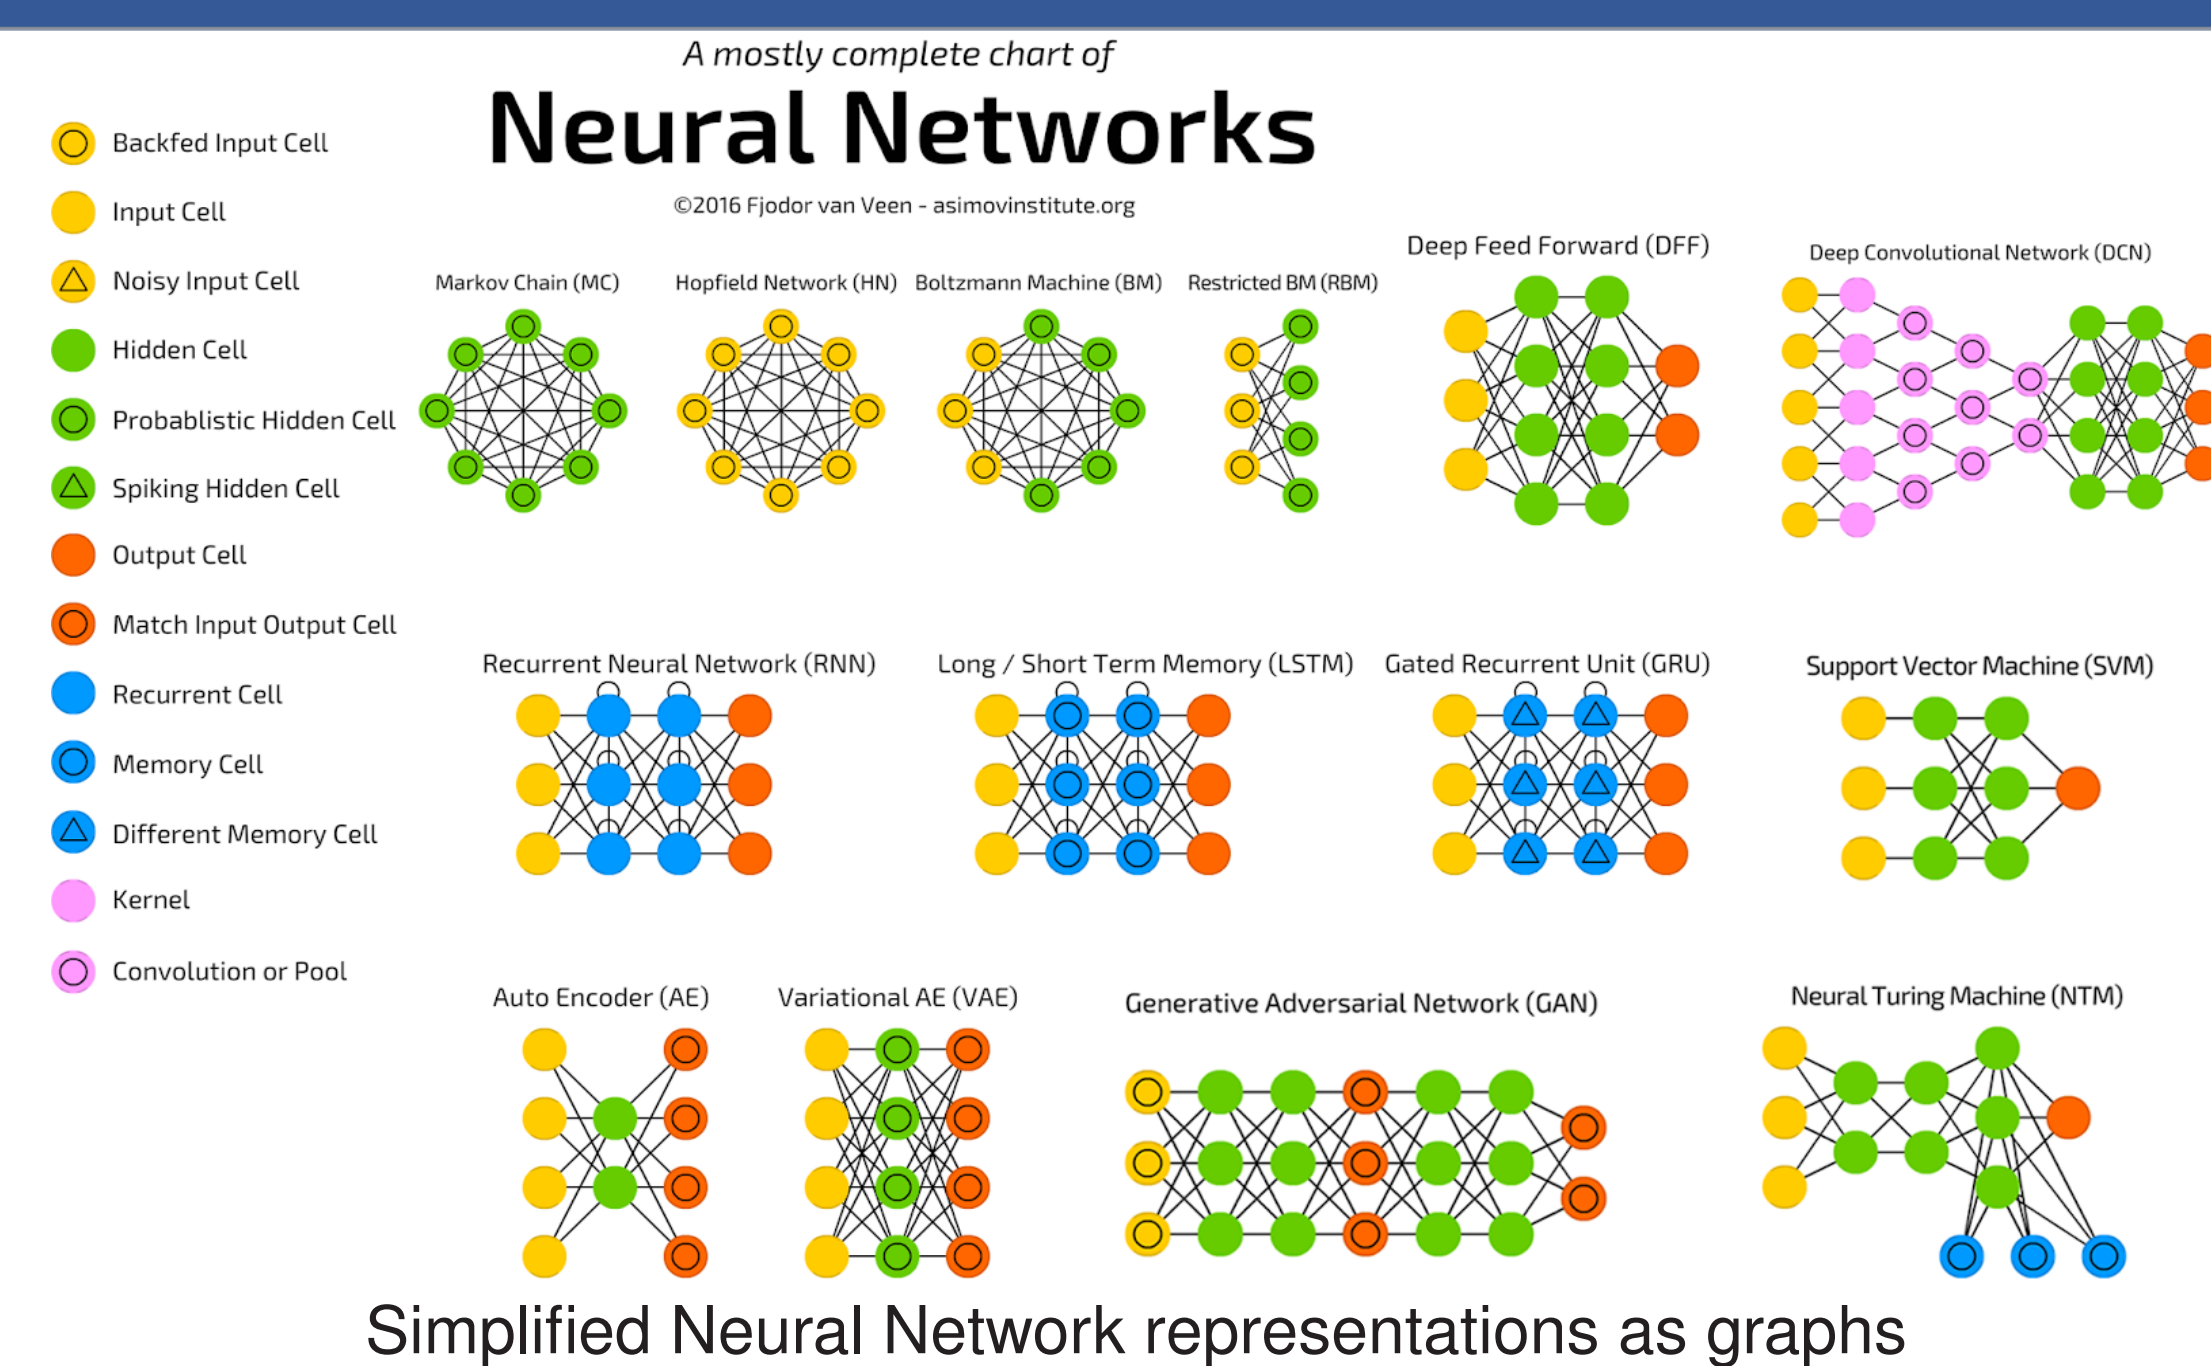 A mostly complete chart of
Neural Networks
©2016 Fjodor van Veen - asimovinstitute.org
Backfed Input Cell
Input Cell
Noisy Input Cell
Hidden Cell
Probablistic Hidden Cell
Spiking Hidden Cell
Output Cell
Match Input Output Cell
Recurrent Cell
Memory Cell
Different Memory Cell
Kernel
Convolution or Pool
Markov Chain (MC)
Hopfield Network (HN)
Boltzmann Machine (BM)
Restricted BM (RBM)
Deep Feed Forward (DFF)
Deep Convolutional Network (DCN)
Recurrent Neural Network (RNN)
Long / Short Term Memory (LSTM)
Gated Recurrent Unit (GRU)
Support Vector Machine (SVM)
Auto Encoder (AE)
Variational AE (VAE)
Generative Adversarial Network (GAN)
Neural Turing Machine (NTM)
Simplified Neural Network representations as graphs